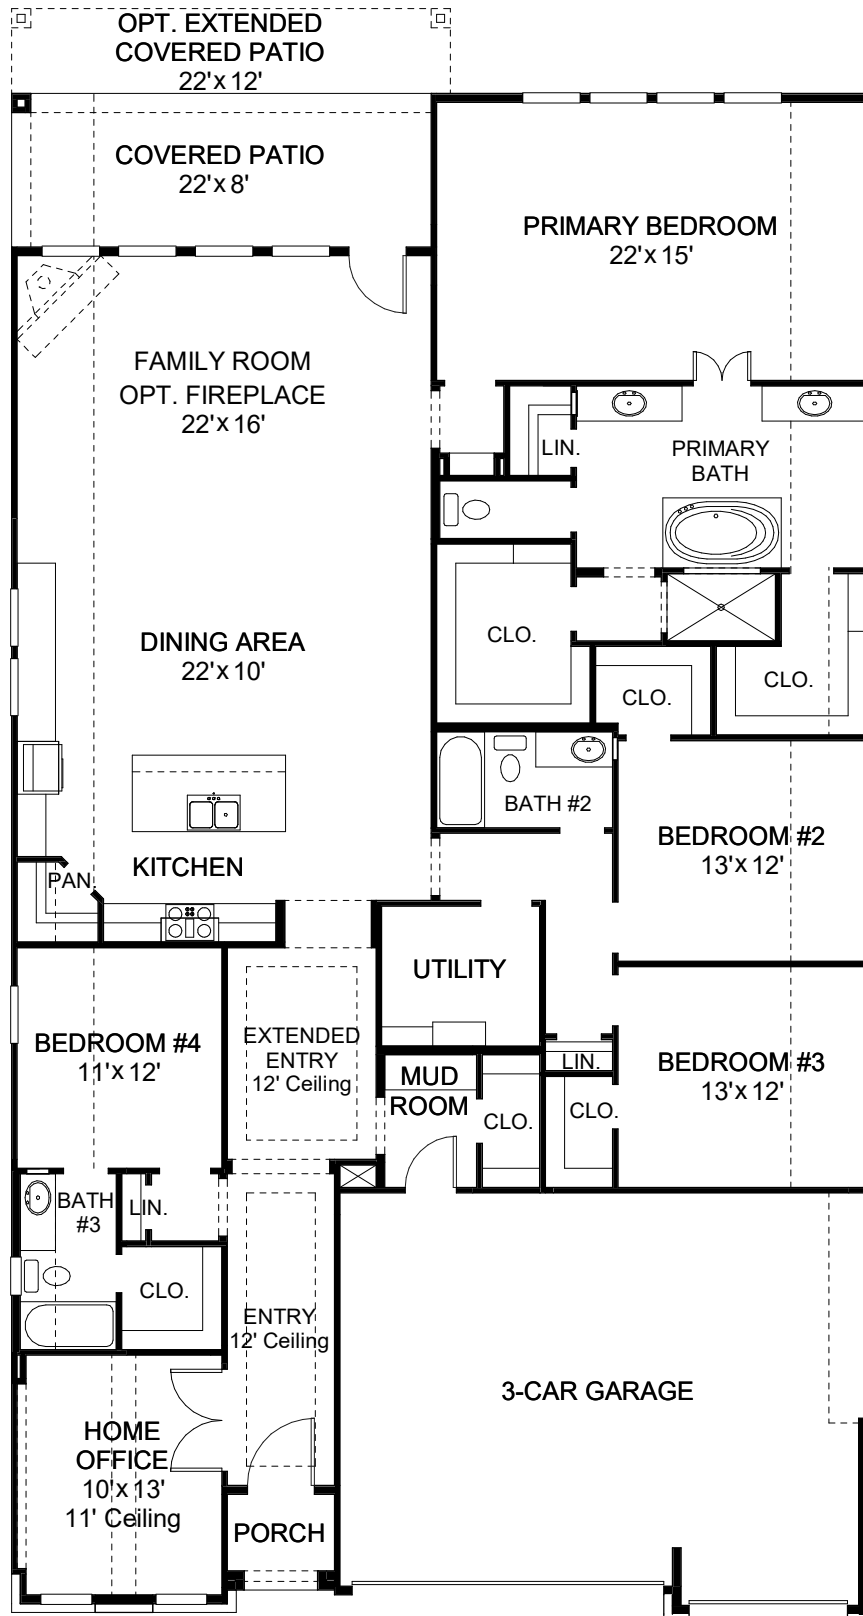 OPT. EXTENDED
COVERED PATIO
22'x 12'
COVERED PATIO
22'x 8'
PRIMARY BEDROOM
22'x 15'
FAMILY ROOM
OPT. FIREPLACE
22'x 16'
LIN.
PRIMARY
BATH
DINING AREA
22'x 10'
CLO.
CLO.
CLO.
BATH #2
KITCHEN
PAN.
BEDROOM #2
13'x 12'
UTILITY
BEDROOM #4
11'x 12'
EXTENDED
ENTRY
12' Ceiling
MUD
ROOM
CLO.
LIN.
CLO.
BEDROOM #3
13'x 12'
BATH
#3
LIN.
CLO.
ENTRY
12' Ceiling
3-CAR GARAGE
HOME
OFFICE
10'x 13'
11' Ceiling
PORCH